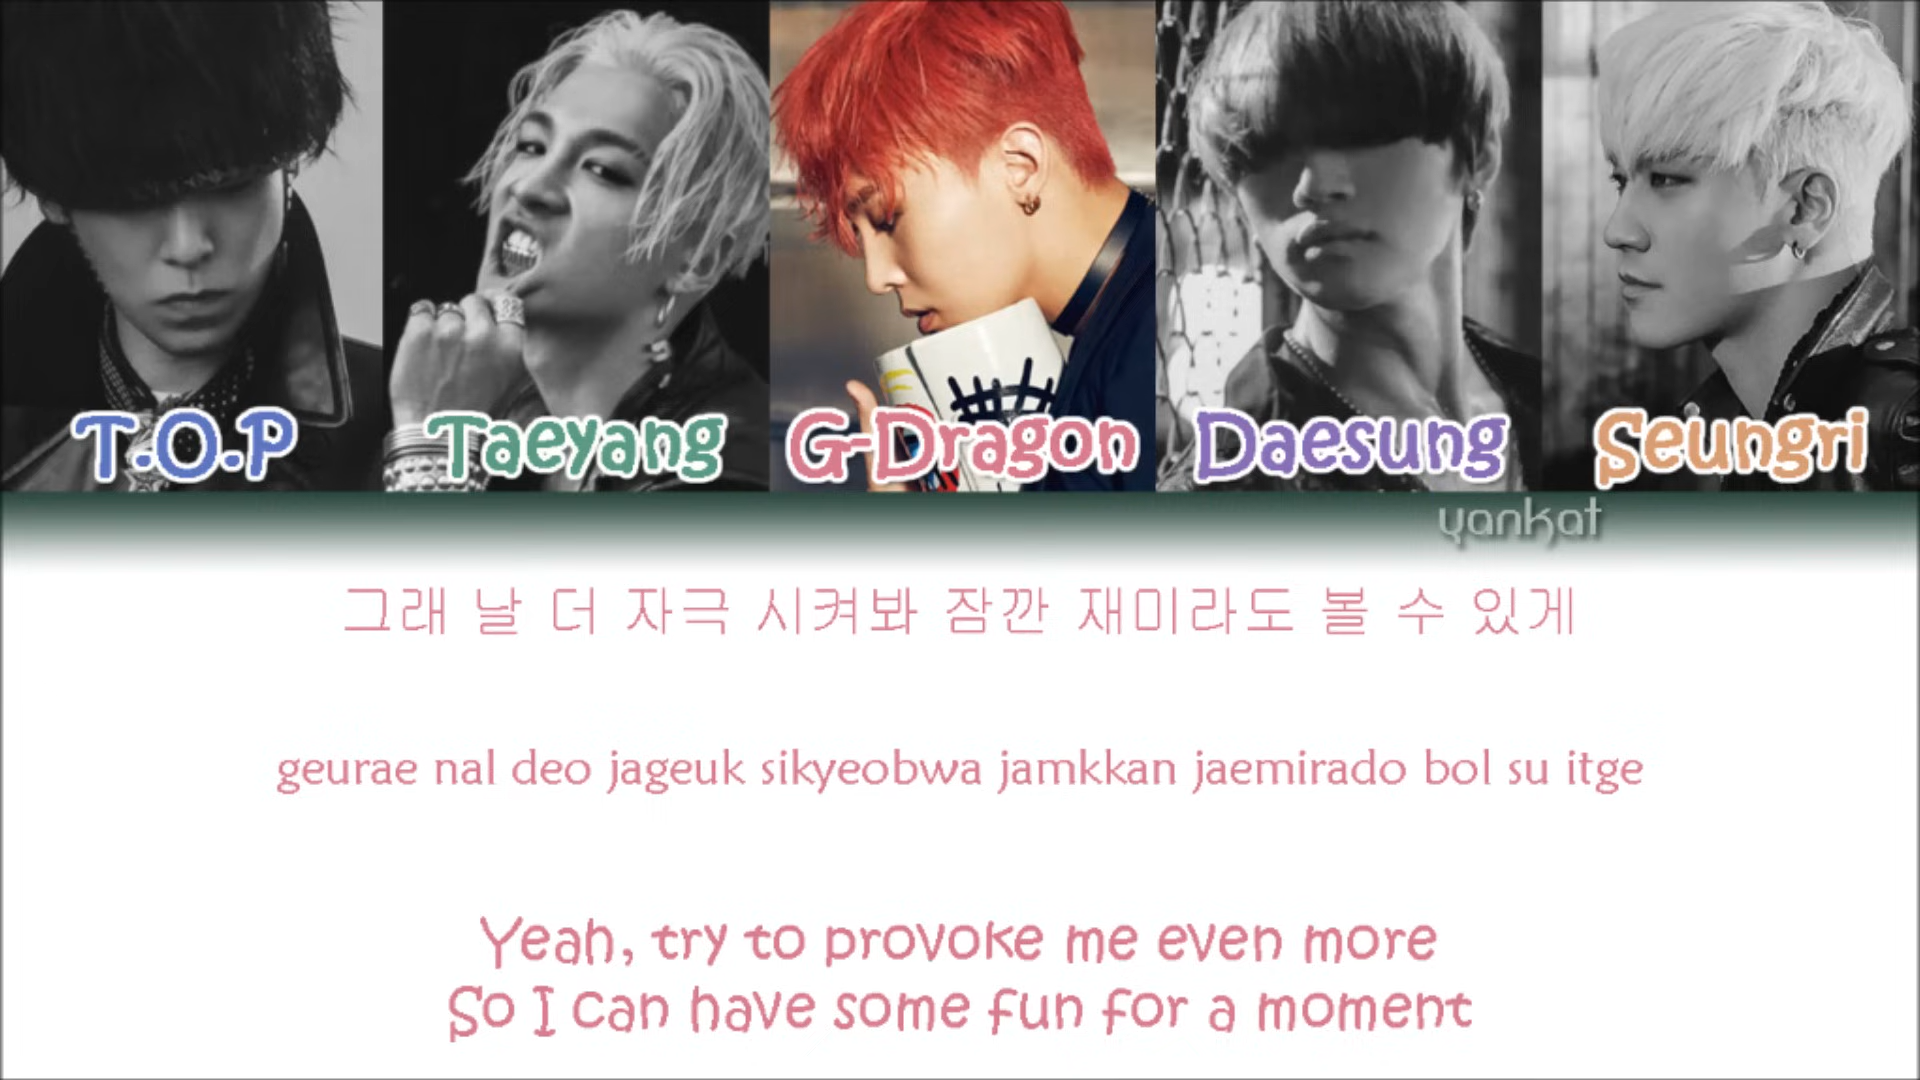 T.O.P
Taeyang
G-Dragon
Daesung
Seungri
yankat
그래 날 더 자극 시켜봐 잠깐 재미라도 볼 수 있게
geurae nal deo jageuk sikyeobwa jamkkan jaemirado bol su itge
Yeah, try to provoke me even more
So I can have some fun for a moment